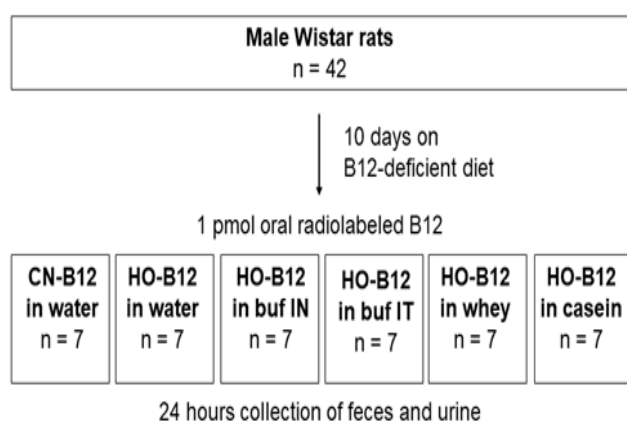 Male Wistar rats
n = 42
10 days on
B12-deficient diet
1 pmol oral radiolabeled B12
CN-B12
in water
n = 7
HO-B12
in water
n = 7
HO-B12
in buf IN
n = 7
HO-B12
in buf IT
n = 7
HO-B12
in whey
n = 7
HO-B12
in casein
n = 7
24 hours collection of feces and urine